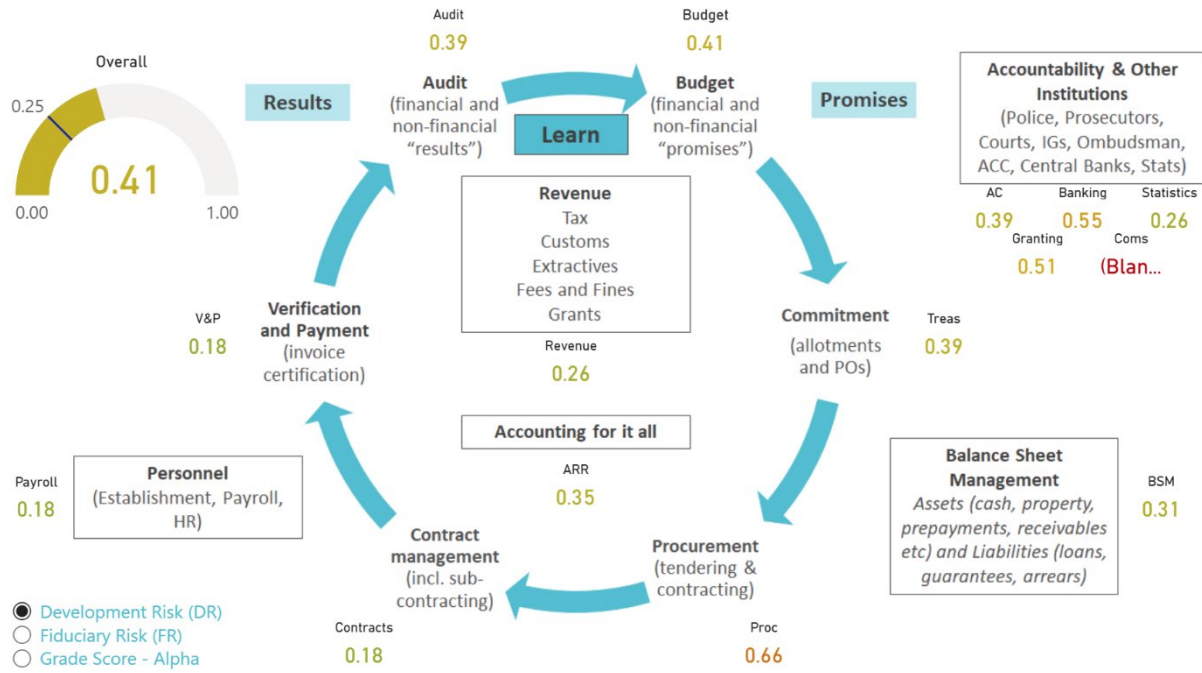 Overall
0.25
0.41
0.00
1.00
Results
Audit
0.39
Audit
(financial and
non-financial
“results”)
Learn
Budget
0.41
Budget
(financial and
non-financial
“promises”)
Promises
Accountability & Other
Institutions
(Police, Prosecutors,
Courts, IGs, Ombudsman,
ACC, Central Banks, Stats)
AC
0.39
Banking
0.55
Statistics
0.26
Granting
0.51
Coms
(Blan...
Revenue
Tax
Customs
Extractives
Fees and Fines
Grants
Revenue
0.26
V&P
0.18
Verification
and Payment
(invoice
certification)
Commitment
(allotments
and POs)
Treas
0.39
Accounting for it all
ARR
0.35
Payroll
0.18
Personnel
(Establishment, Payroll,
HR)
Balance Sheet
Management
Assets (cash, property,
prepayments, receivables
etc) and Liabilities (loans,
guarantees, arrears)
BSM
0.31
Contract
management
(incl. sub-
contracting)
Contracts
0.18
Procurement
(tendering &
contracting)
Proc
0.66
Development Risk (DR)
Fiduciary Risk (FR)
Grade Score - Alpha